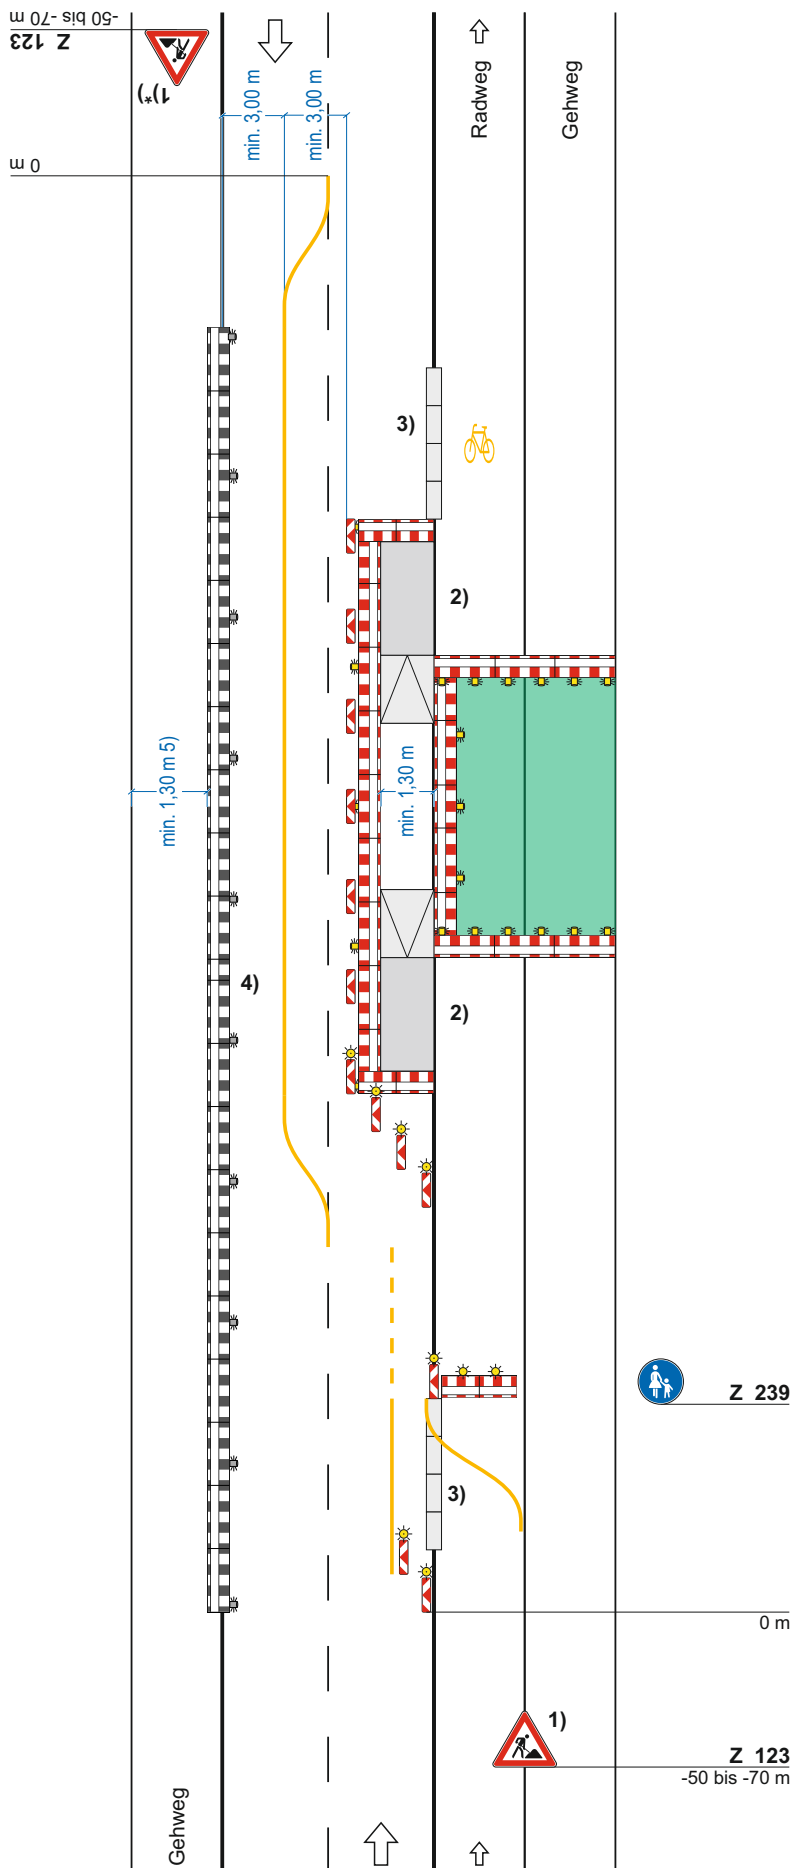 -50 bis -70 m
Z 123
1)*)
0 m
min. 3,00 m
min. 3,00 m
Radweg
Gehweg
3)
2)
min. 1,30 m 5)
min. 1,30 m
4)
2)
Z 239
3)
0 m
1)
Z 123
-50 bis -70 m
Gehweg